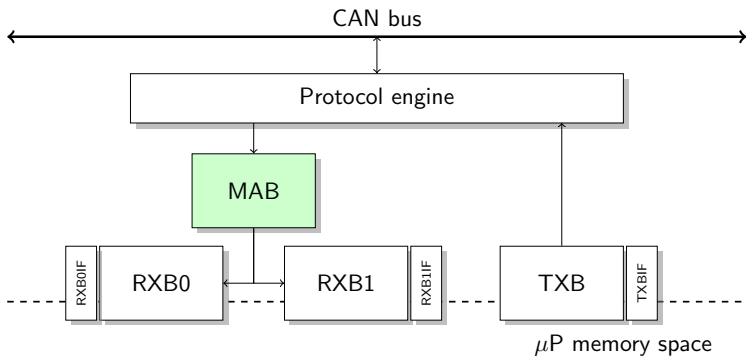 CAN bus
Protocol engine
MAB
RXB0IF
RXB0
RXB1
RXB1IF
TXB
TXBIF
μP memory space